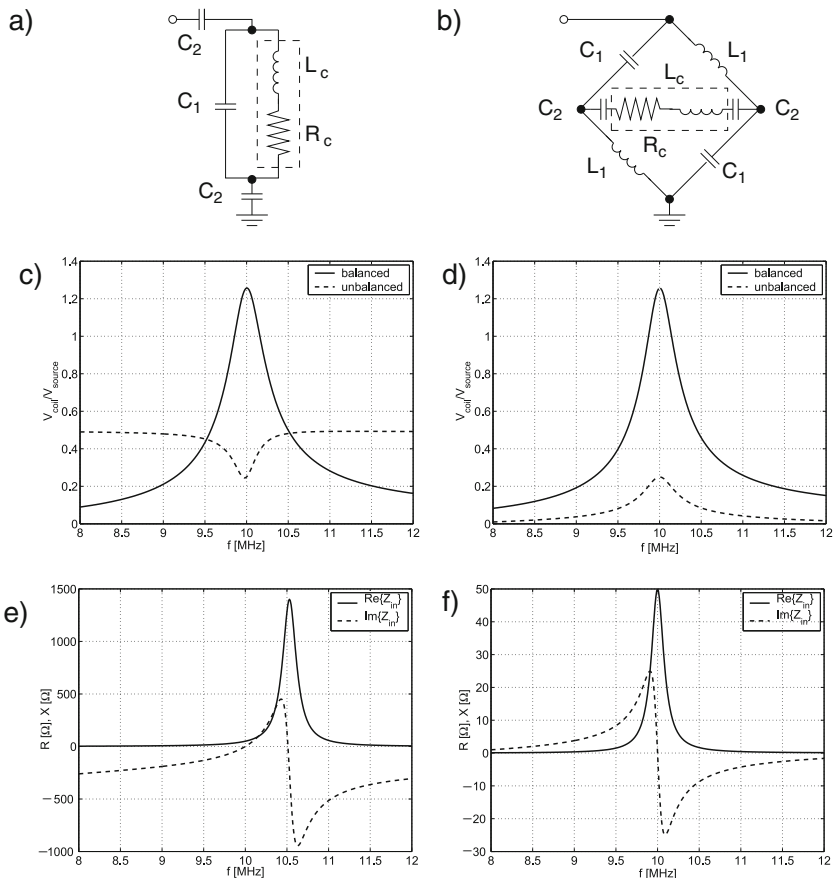 a)
C2
C1
Lc
Rc
C2
b)
C1
L1
Lc
C2
C2
Rc
L1
C1
c)
balanced
unbalanced
1.4
1.2
1
0.8
0.6
0.4
0.2
0
Vcoil/Vsource
8 8.5 9 9.5 10 10.5 11 11.5 12
f [MHz]
d)
balanced
unbalanced
1.4
1.2
1
0.8
0.6
0.4
0.2
0
Vcoil/Vsource
8 8.5 9 9.5 10 10.5 11 11.5 12
f [MHz]
e)
Re{Zin}
Im{Zin}
1500
1000
500
0
−500
−1000
R [Ω], X [Ω]
8 8.5 9 9.5 10 10.5 11 11.5 12
f [MHz]
f)
Re{Zin}
Im{Zin}
50
40
30
20
10
0
−10
−20
−30
R [Ω], X [Ω]
8 8.5 9 9.5 10 10.5 11 11.5 12
f [MHz]